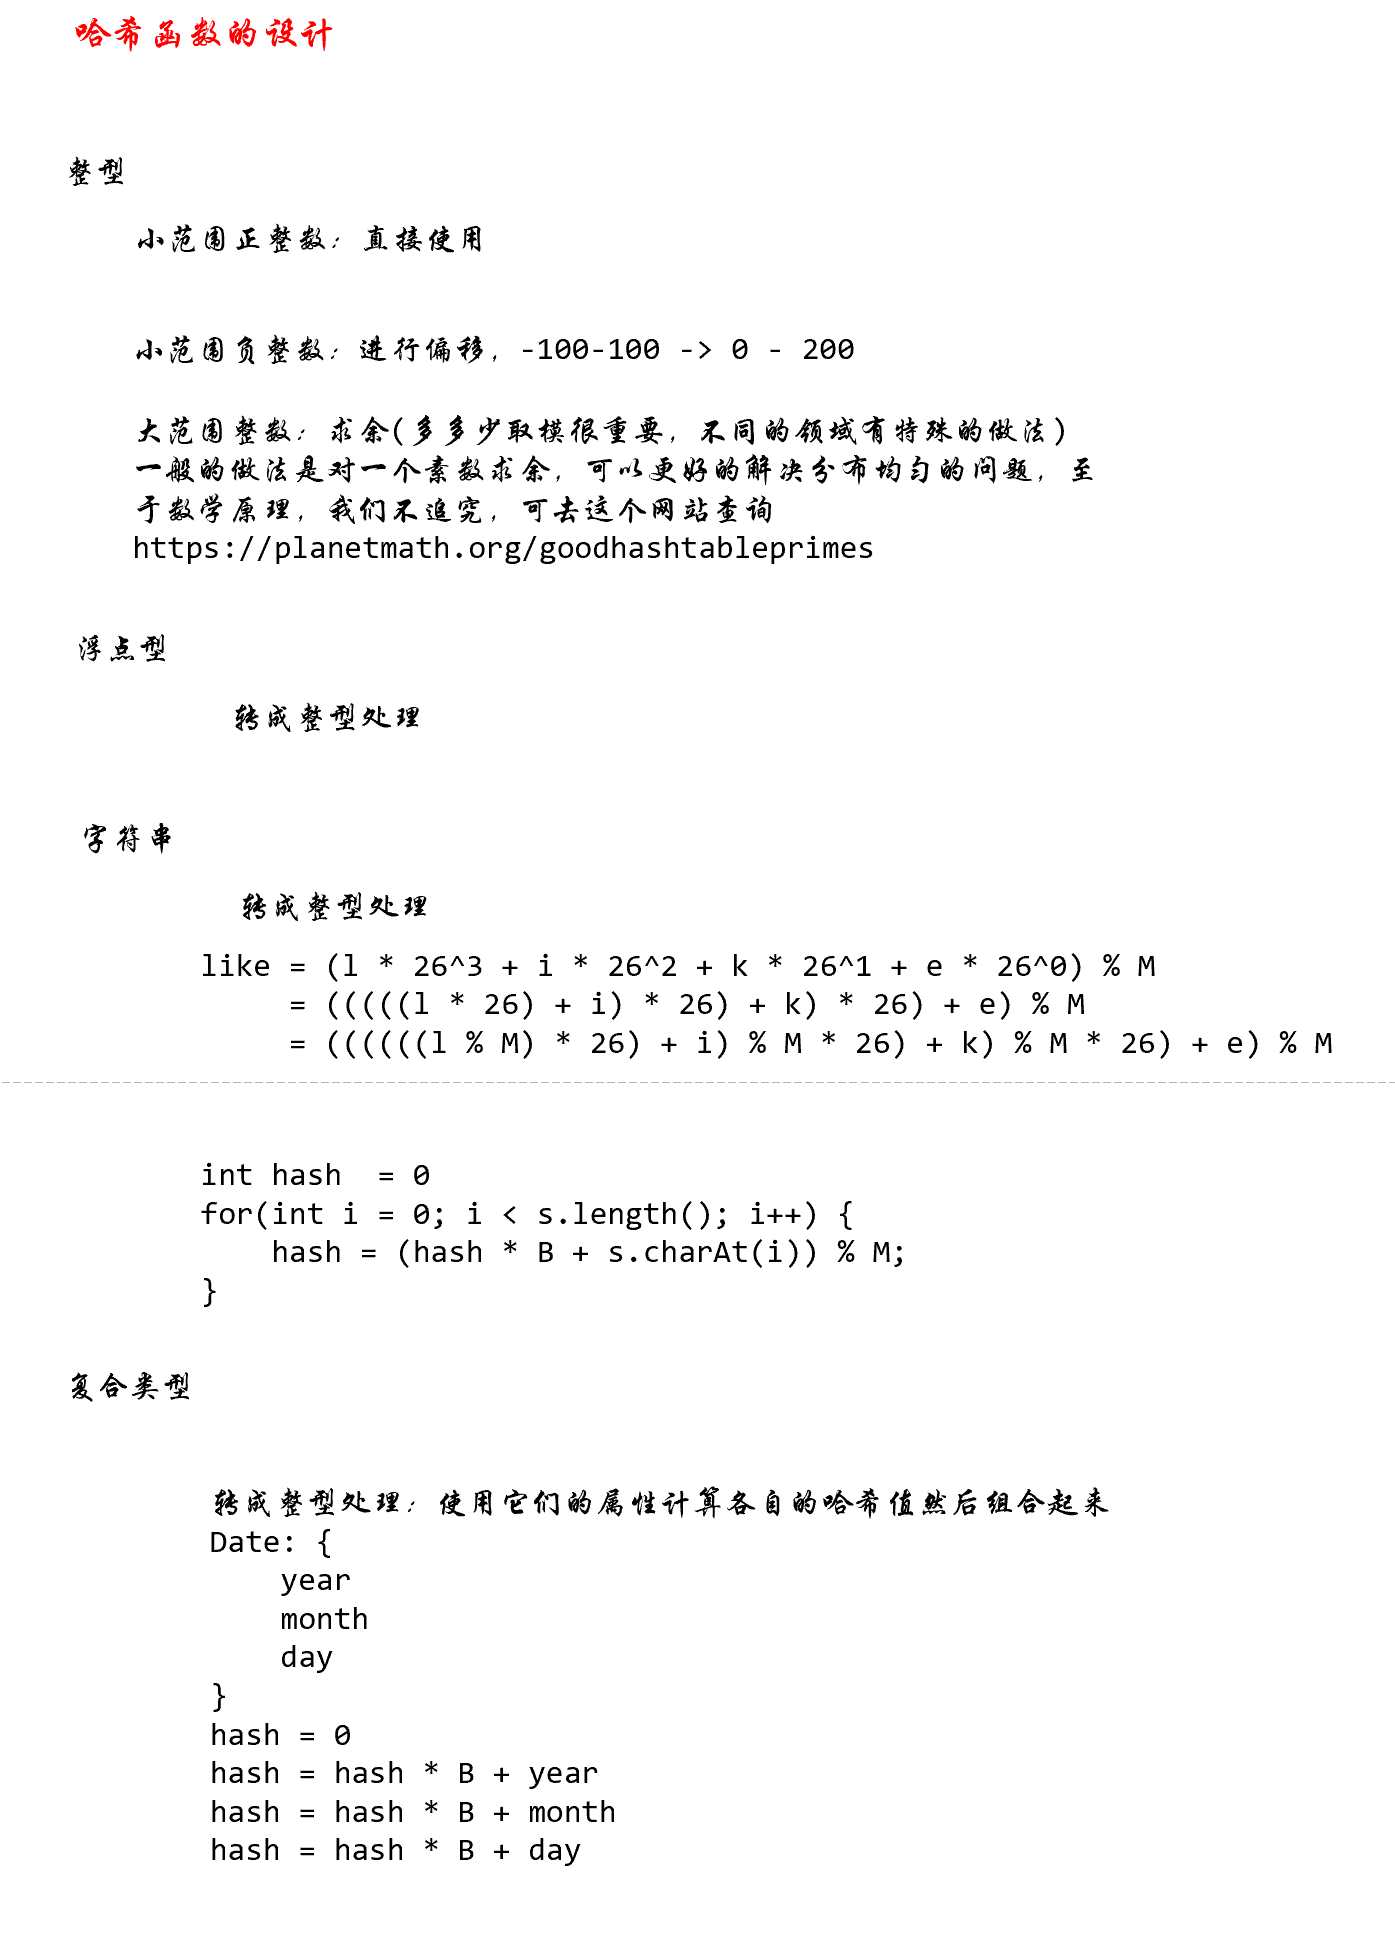 哈希函数的设计
整型
小范围正整数：直接使用
小范围负整数：进行偏移，-100-100 -> 0 - 200
大范围整数：求余(多多少取模很重要，不同的领域有特殊的做法)
一般的做法是对一个素数求余，可以更好的解决分布均匀的问题，至
于数学原理，我们不追究，可去这个网站查询
https://planetmath.org/goodhashtableprimes
浮点型
转成整型处理
字符串
转成整型处理
like = (l * 26^3 + i * 26^2 + k * 26^1 + e * 26^0) % M
= (((((l * 26) + i) * 26) + k) * 26) + e) % M
= ((((((l % M) * 26) + i) % M * 26) + k) % M * 26) + e) % M
int hash  = 0
for(int i = 0; i < s.length(); i++) {
hash = (hash * B + s.charAt(i)) % M;
}
复合类型
转成整型处理：使用它们的属性计算各自的哈希值然后组合起来
Date: {
year
month
day
}
hash = 0
hash = hash * B + year
hash = hash * B + month
hash = hash * B + day